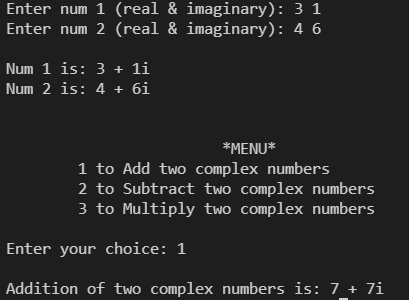 Enter num 1 (real & imaginary): 3 1
Enter num 2 (real & imaginary): 4 6
Num 1 is: 3 + 1i
Num 2 is: 4 + 6i
*MENU*
1 to Add two complex numbers
2 to Subtract two complex numbers
3 to Multiply two complex numbers
Enter your choice: 1
Addition of two complex numbers is: 7 + 7i